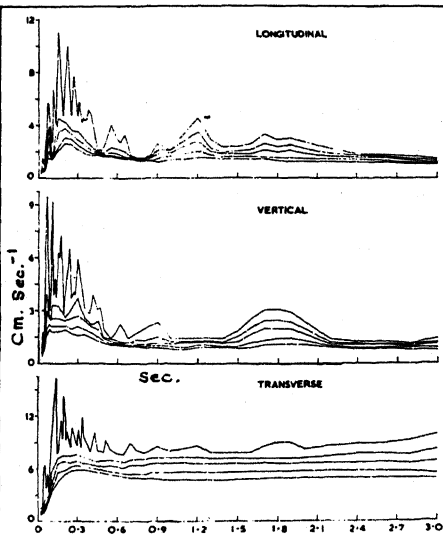 12
LONGITUDINAL
8
4
0
VERTICAL
9
6
3
0
Cm. Sec.⁻¹
Sec.
TRANSVERSE
12
6
0
0 0·3 0·6 0·9 1·2 1·5 1·8 2·1 2·4 2·7 3·0